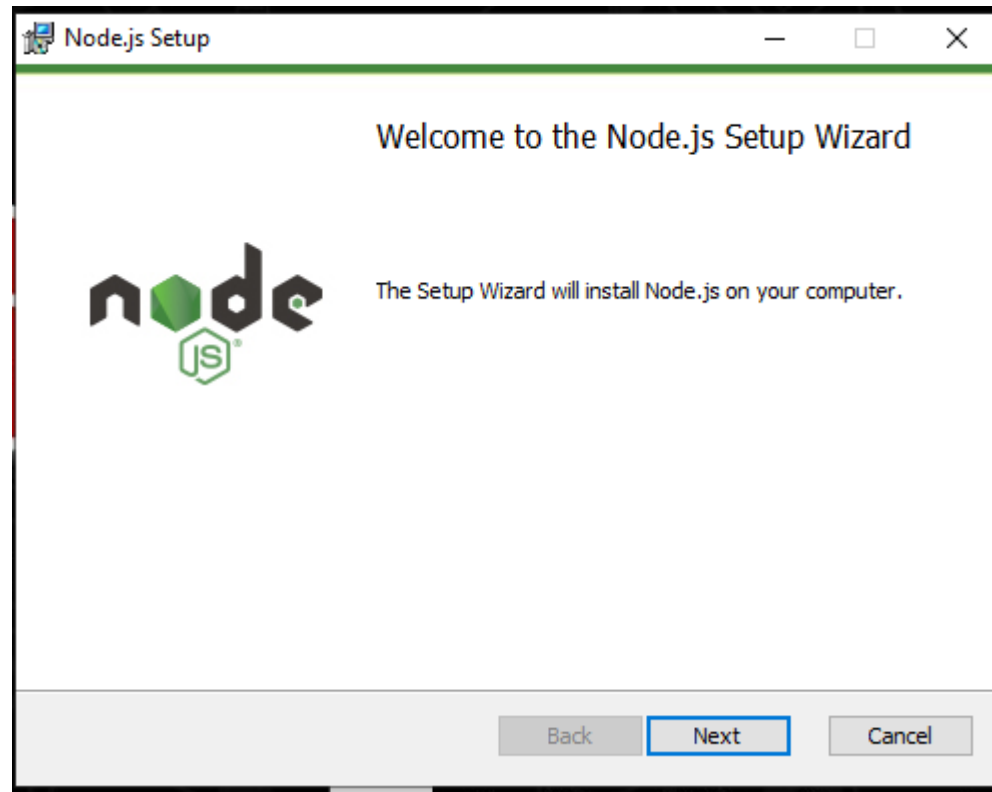 Node.js Setup
Welcome to the Node.js Setup Wizard
The Setup Wizard will install Node.js on your computer.
node
JS®
Back
Next
Cancel